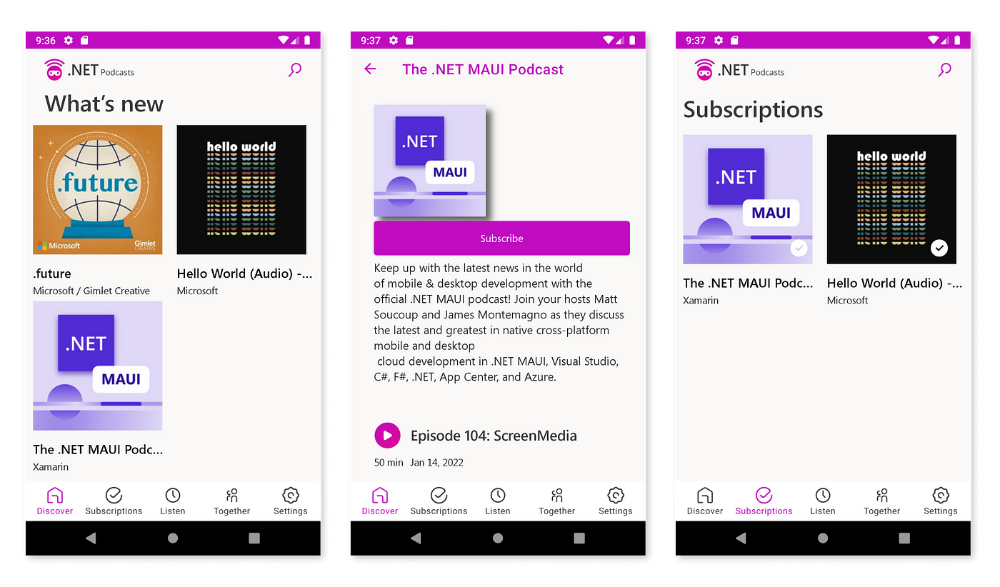 9:36
.NET Podcasts
What's new
.future
Microsoft
Gimlet
CREATIVE
hello world
.future
Microsoft / Gimlet Creative
Hello World (Audio) -...
Microsoft
.NET
MAUI
The .NET MAUI Podc...
Xamarin
Discover
Subscriptions
Listen
Together
Settings
9:37
The .NET MAUI Podcast
.NET
MAUI
Subscribe
Keep up with the latest news in the world
of mobile & desktop development with the
official .NET MAUI podcast! Join your hosts Matt
Soucoup and James Montemagno as they discuss
the latest and greatest in native cross-platform
mobile and desktop
cloud development in .NET MAUI, Visual Studio,
C#, F#, .NET, App Center, and Azure.
Episode 104: ScreenMedia
50 min Jan 14, 2022
Discover
Subscriptions
Listen
Together
Settings
9:37
.NET Podcasts
Subscriptions
.NET
MAUI
hello world
The .NET MAUI Podc...
Xamarin
Hello World (Audio) -...
Microsoft
Discover
Subscriptions
Listen
Together
Settings